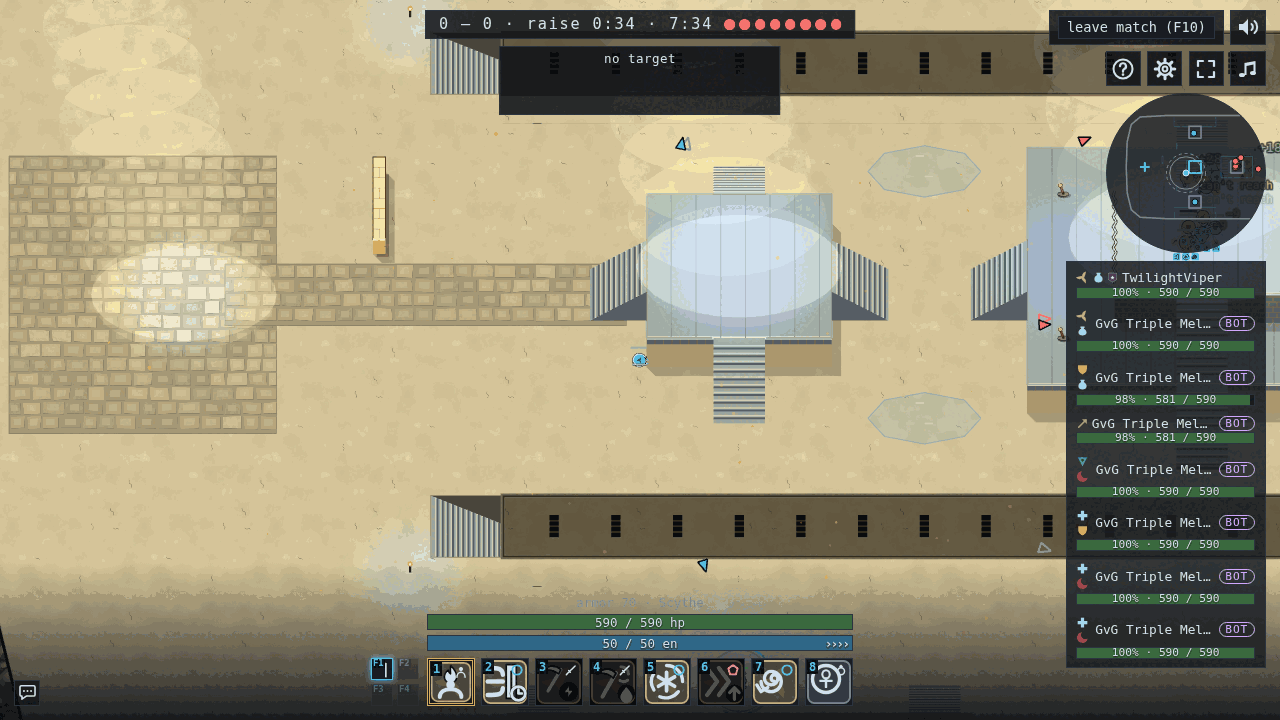 0 – 0 · raise 0:34 · 7:34
leave match (F10)
no target
TwilightViper
100% · 590 / 590
GvG Triple Mel… BOT
100% · 590 / 590
GvG Triple Mel… BOT
98% · 581 / 590
GvG Triple Mel… BOT
98% · 581 / 590
GvG Triple Mel… BOT
100% · 590 / 590
GvG Triple Mel… BOT
100% · 590 / 590
GvG Triple Mel… BOT
100% · 590 / 590
GvG Triple Mel… BOT
100% · 590 / 590
590 / 590 hp
50 / 50 en
››››
F1 F2
F3 F4
1 2 3 4 5 6 7 8